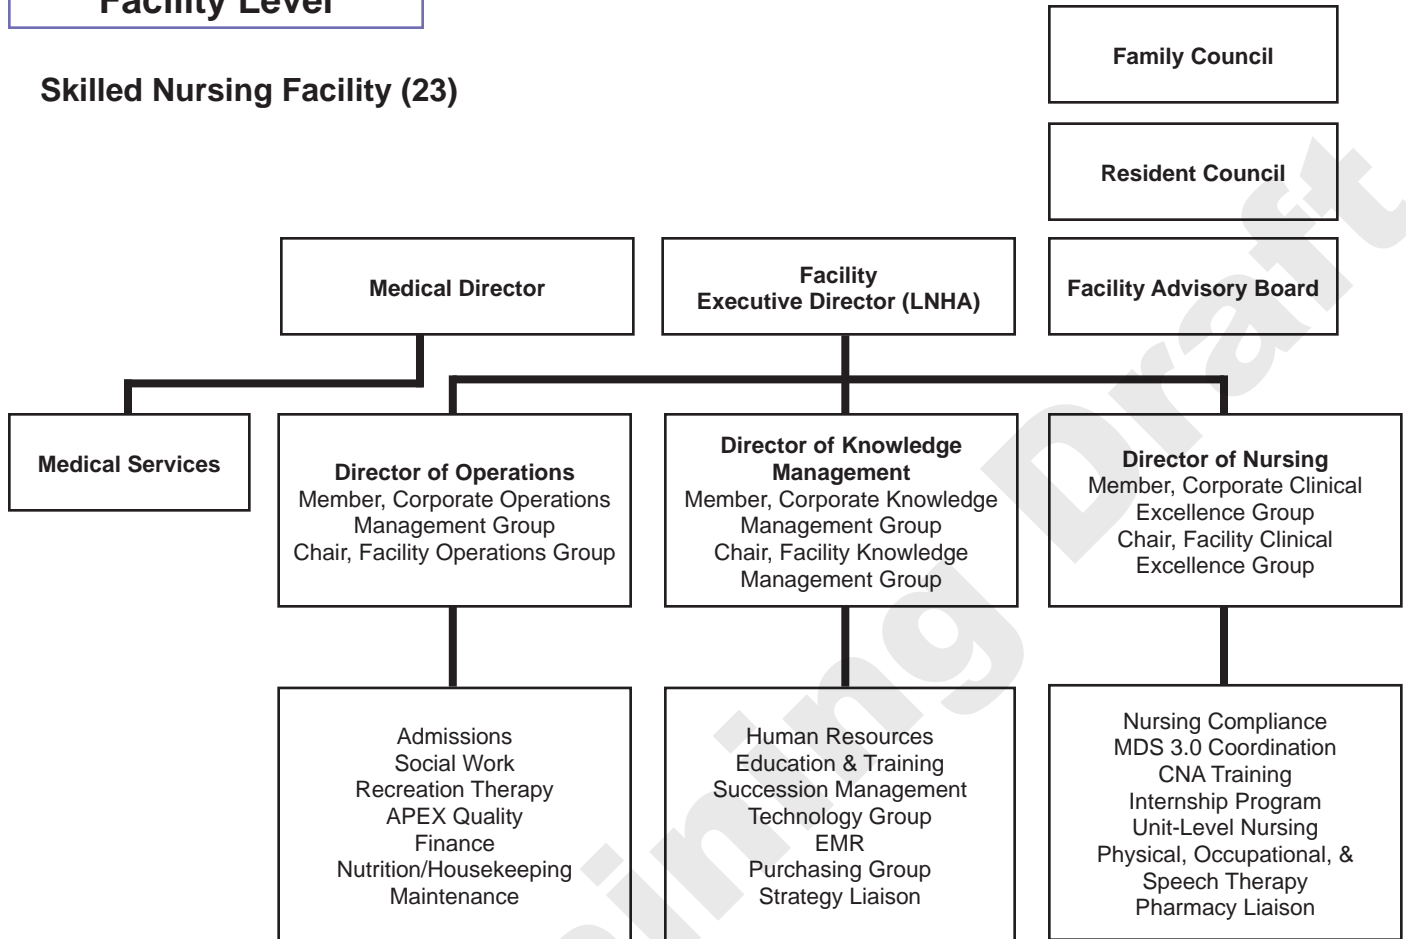 Facility Level
Skilled Nursing Facility (23)
Family Council
Resident Council
Medical Director
Facility
Executive Director (LNHA)
Facility Advisory Board
Medical Services
Director of Operations
Member, Corporate Operations
Management Group
Chair, Facility Operations Group
Director of Knowledge
Management
Member, Corporate Knowledge
Management Group
Chair, Facility Knowledge
Management Group
Director of Nursing
Member, Corporate Clinical
Excellence Group
Chair, Facility Clinical
Excellence Group
Admissions
Social Work
Recreation Therapy
APEX Quality
Finance
Nutrition/Housekeeping
Maintenance
Human Resources
Education & Training
Succession Management
Technology Group
EMR
Purchasing Group
Strategy Liaison
Nursing Compliance
MDS 3.0 Coordination
CNA Training
Internship Program
Unit-Level Nursing
Physical, Occupational, &
Speech Therapy
Pharmacy Liaison
Draft